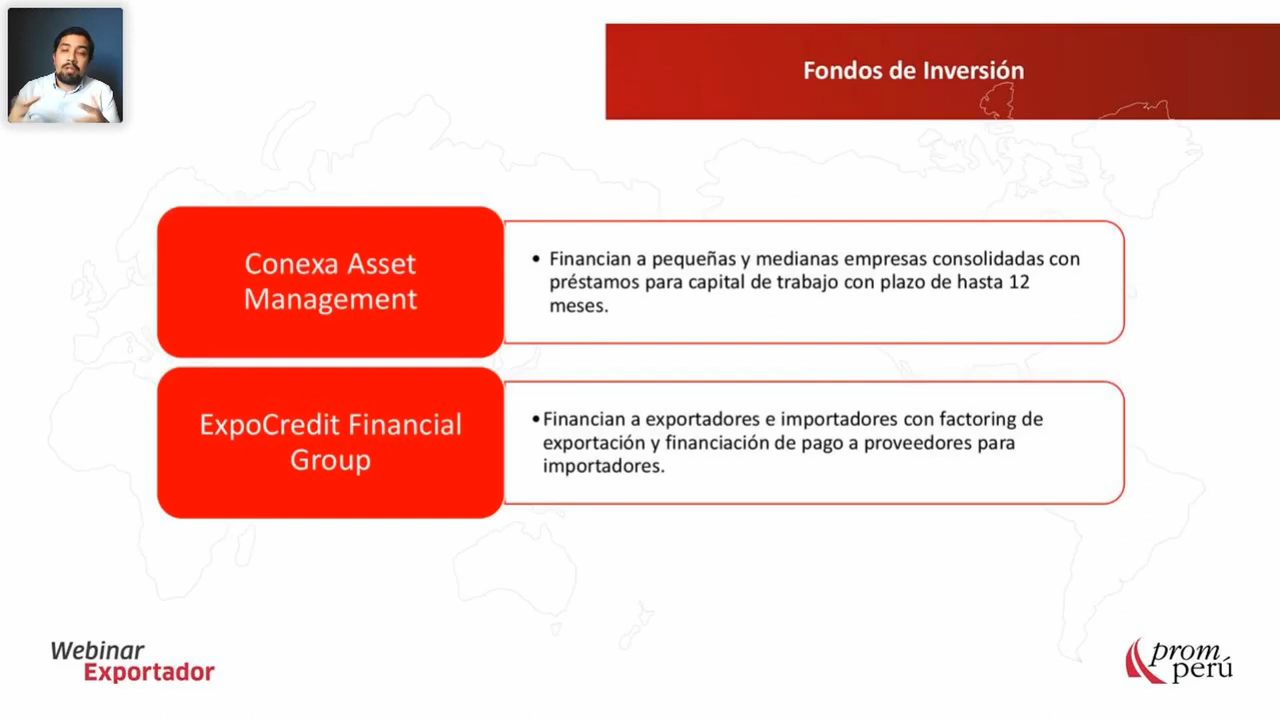 Fondos de Inversión
Conexa Asset
Management
• Financian a pequeñas y medianas empresas consolidadas con
préstamos para capital de trabajo con plazo de hasta 12
meses.
ExpoCredit Financial
Group
•Financian a exportadores e importadores con factoring de
exportación y financiación de pago a proveedores para
importadores.
Webinar
Exportador
prom
perú